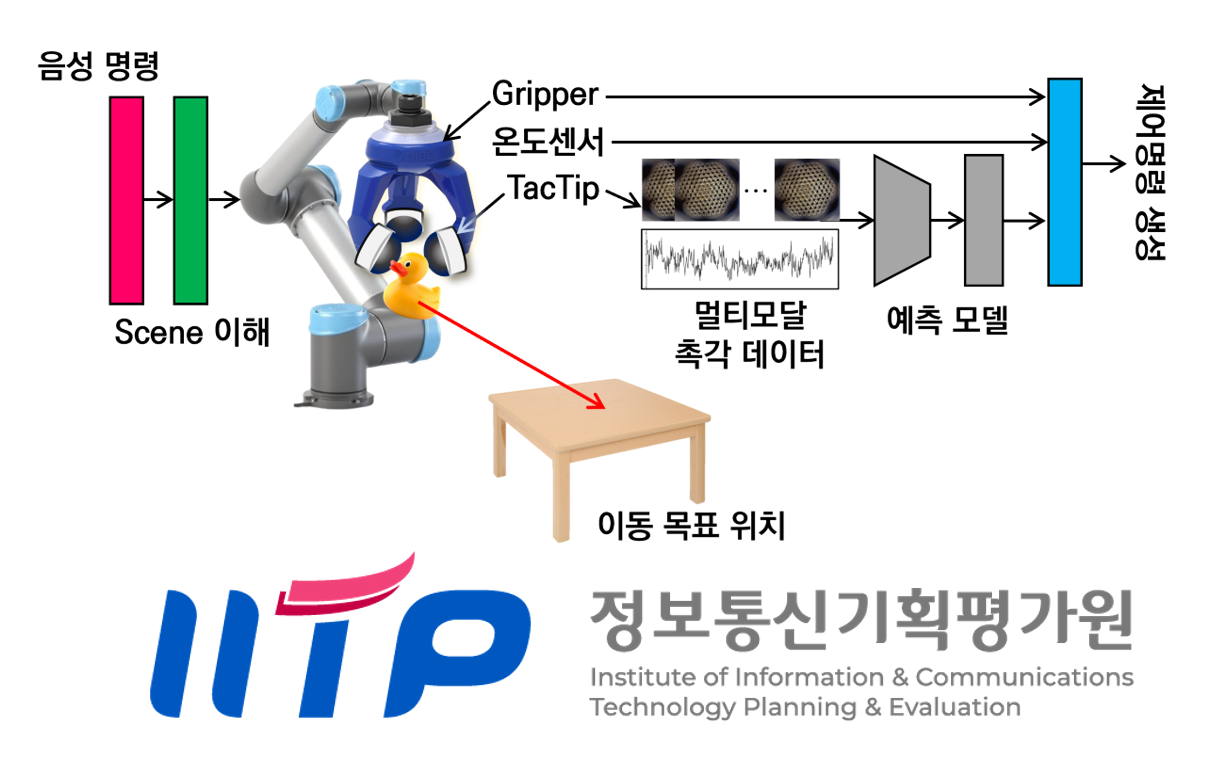 음성 명령
Scene 이해
Gripper
온도센서
TacTip
...
멀티모달
촉각 데이터
예측 모델
제어명령 생성
이동 목표 위치
IITP
정보통신기획평가원
Institute of Information & Communications
Technology Planning & Evaluation